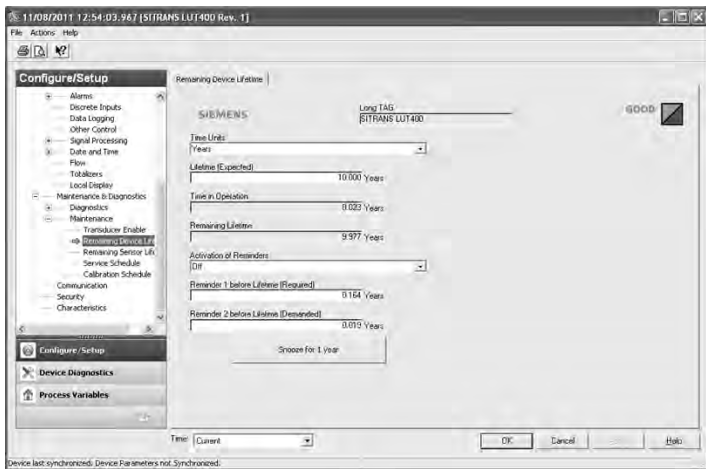 11/08/2011 12:54:03.967 [SITRANS LUT400 Rev. 1]
File Actions Help
Configure/Setup
Alarms
Discrete Inputs
Data Logging
Other Control
Signal Processing
Date and Time
Flow
Totalizers
Local Display
Maintenance & Diagnostics
Diagnostics
Maintenance
Transducer Enable
Remaining Device Life
Remaining Sensor Life
Service Schedule
Calibration Schedule
Communication
Security
Characteristics
Configure/Setup
Device Diagnostics
Process Variables
Remaining Device Lifetime
SIEMENS
Long TAG
SITRANS LUT400
GOOD
Time Units
Years
Lifetime (Expected)
10.000 Years
Time in Operation
0.023 Years
Remaining Lifetime
9.977 Years
Activation of Reminders
Off
Reminder 1 before Lifetime (Required)
0.164 Years
Reminder 2 before Lifetime (Demanded)
0.019 Years
Snooze for 1 year
Time: Current
OK Cancel Help
Device last synchronized: Device Parameters not Synchronized.